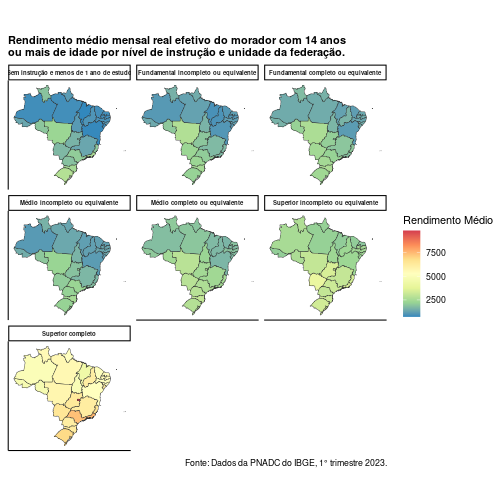 Rendimento médio mensal real efetivo do morador com 14 anos
ou mais de idade por nível de instrução e unidade da federação.
Sem instrução e menos de 1 ano de estudo
Fundamental incompleto ou equivalente
Fundamental completo ou equivalente
Médio incompleto ou equivalente
Médio completo ou equivalente
Superior incompleto ou equivalente
Superior completo
Rendimento Médio
7500
5000
2500
Fonte: Dados da PNADC do IBGE, 1° trimestre 2023.